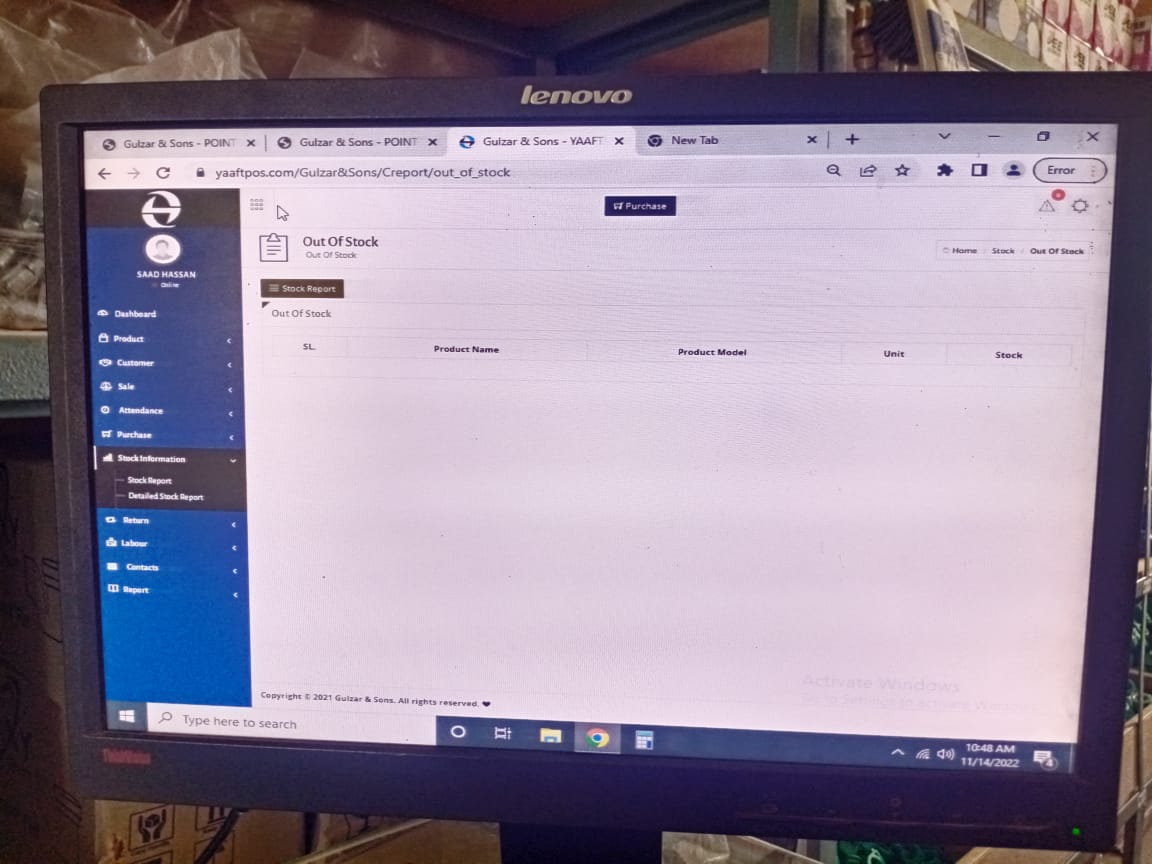 lenovo
Gulzar & Sons - POINT
Gulzar & Sons - POINT
Gulzar & Sons - YAAFT
New Tab
yaaftpos.com/Gulzar&Sons/Creport/out_of_stock
Error
Purchase
Out Of Stock
Out Of Stock
Home
Stock
Out Of Stock
SAAD HASSAN
Online
Stock Report
Out Of Stock
SL.
Product Name
Product Model
Unit
Stock
Dashboard
Product
Customer
Sale
Attendance
Purchase
Stock Information
Stock Report
Detailed Stock Report
Return
Labour
Contacts
Report
Copyright © 2021 Gulzar & Sons. All rights reserved.
Activate Windows
Go to Settings to activate Windows.
Type here to search
10:48 AM
11/14/2022
4